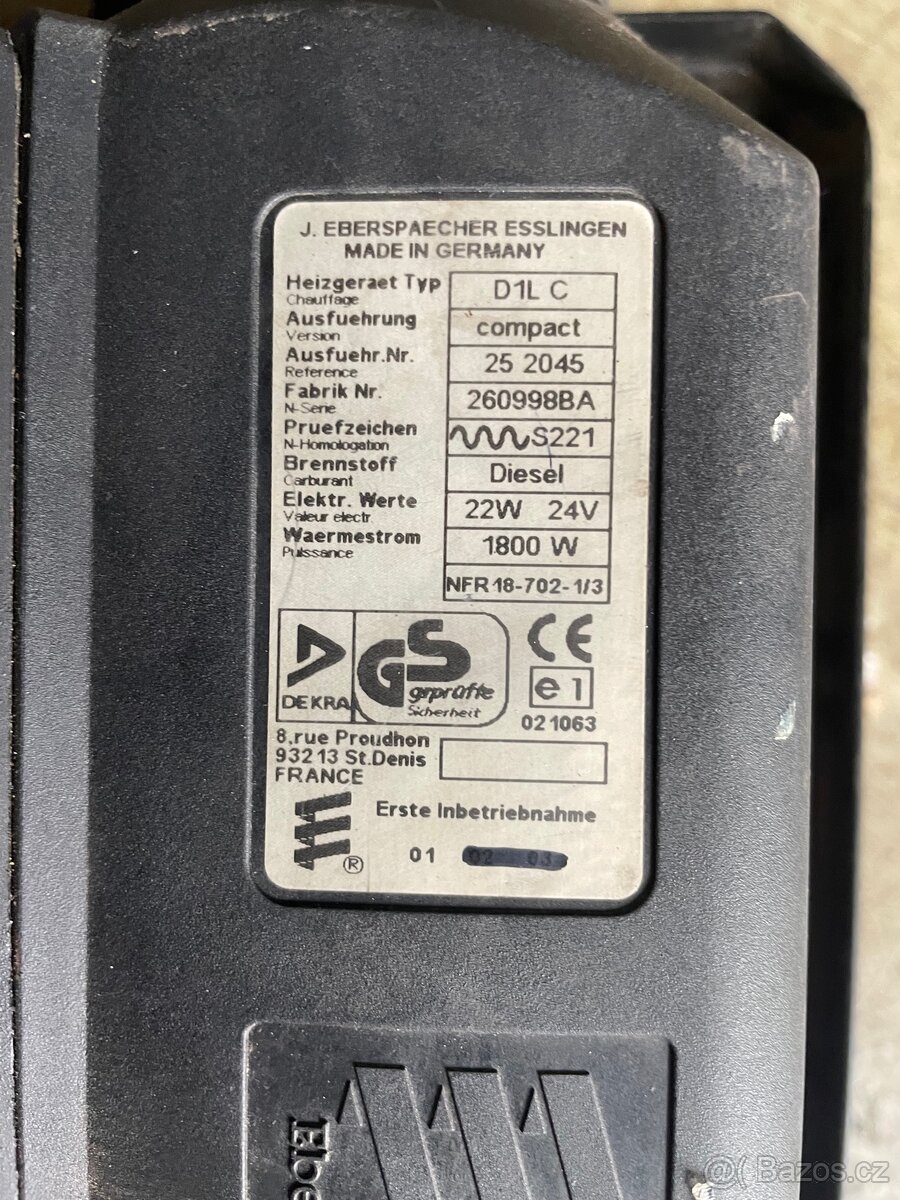 J. EBERSPAECHER ESSLINGEN
MADE IN GERMANY
Heizgeraet Typ D1L C
Chauffage
Ausfuehrung compact
Version
Ausfuehr.Nr. 25 2045
Reference
Fabrik Nr. 260998BA
N-Serie
Pruefzeichen S221
N-Homologation
Brennstoff Diesel
Carburant
Elektr. Werte 22W 24V
Valeur electr
Waermestrom 1800 W
Puissance
NFR 18-702-1/3
DEKRA
GS
geprüfte
Sicherheit
CE
e1
021063
8,rue Proudhon
93213 St.Denis
FRANCE
Erste Inbetriebnahme
® 01 02 03
Ebe
@ Bazos.cz